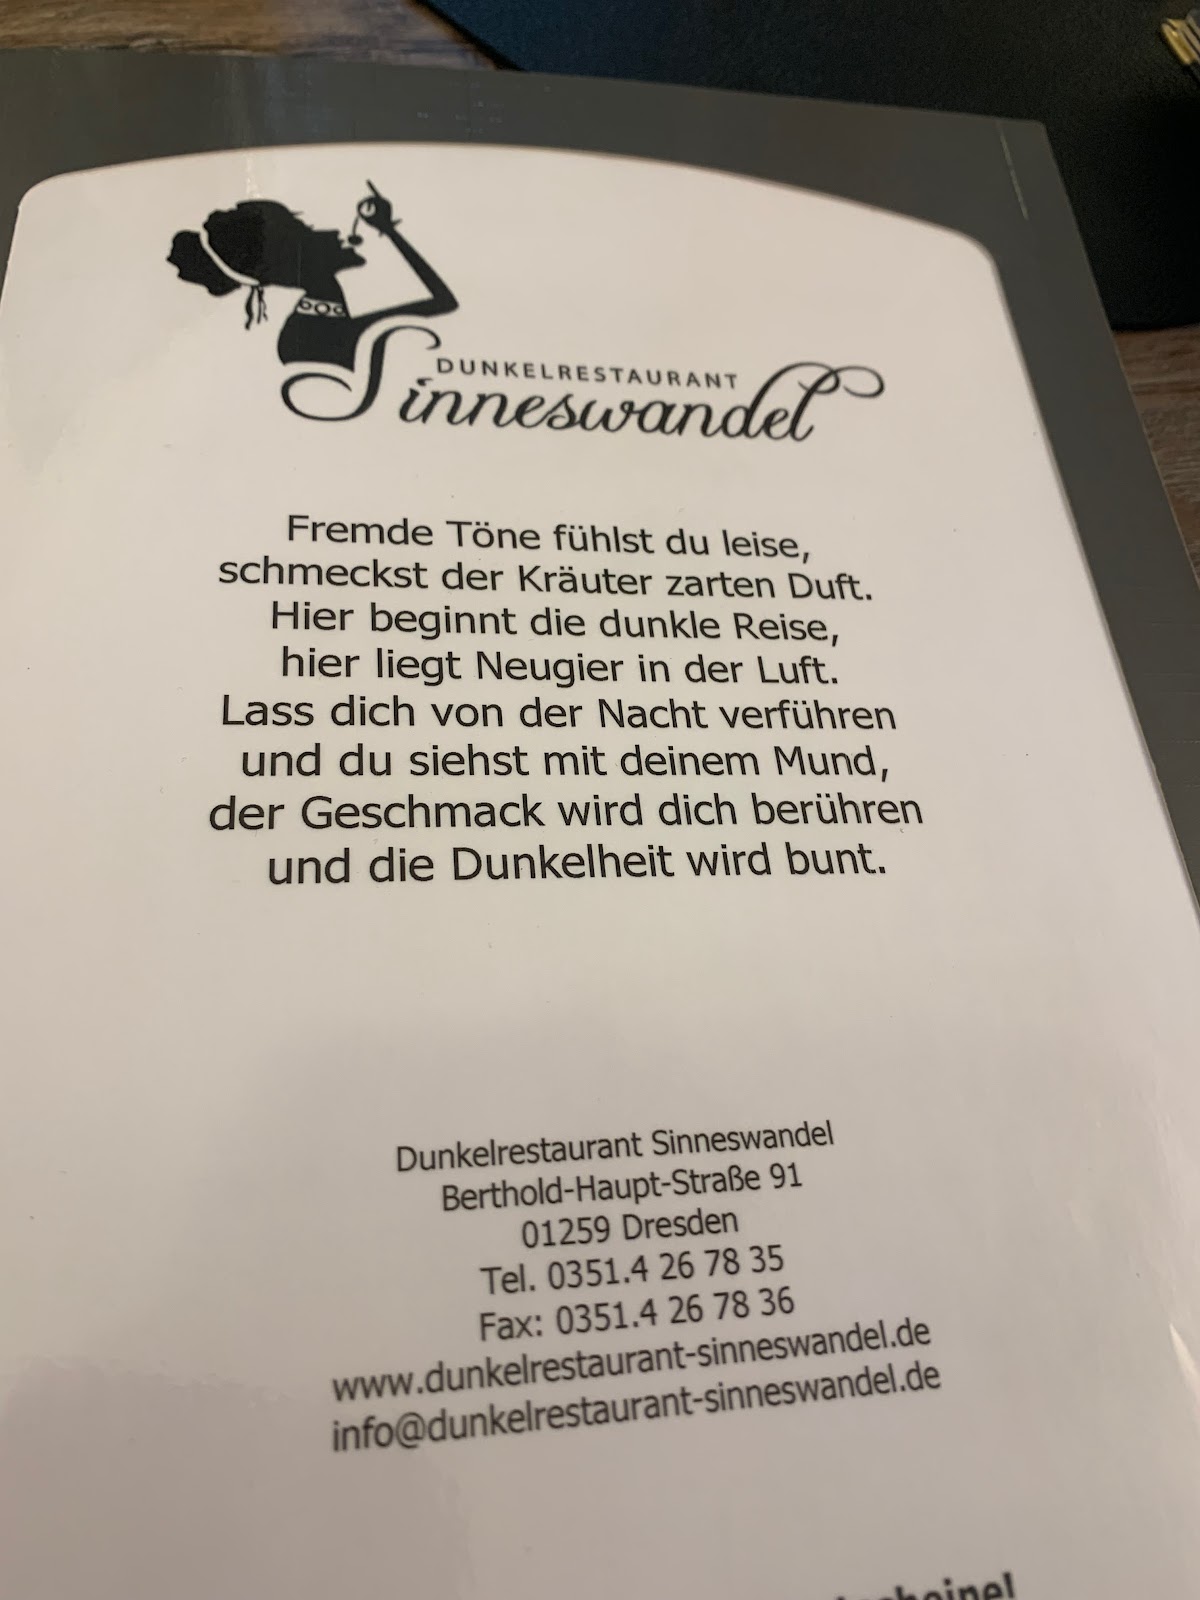 DUNKELRESTAURANT
Sinneswandel
Fremde Töne fühlst du leise,
schmeckst der Kräuter zarten Duft.
Hier beginnt die dunkle Reise,
hier liegt Neugier in der Luft.
Lass dich von der Nacht verführen
und du siehst mit deinem Mund,
der Geschmack wird dich berühren
und die Dunkelheit wird bunt.
Dunkelrestaurant Sinneswandel
Berthold-Haupt-Straße 91
01259 Dresden
Tel. 0351.4 26 78 35
Fax: 0351.4 26 78 36
www.dunkelrestaurant-sinneswandel.de
info@dunkelrestaurant-sinneswandel.de